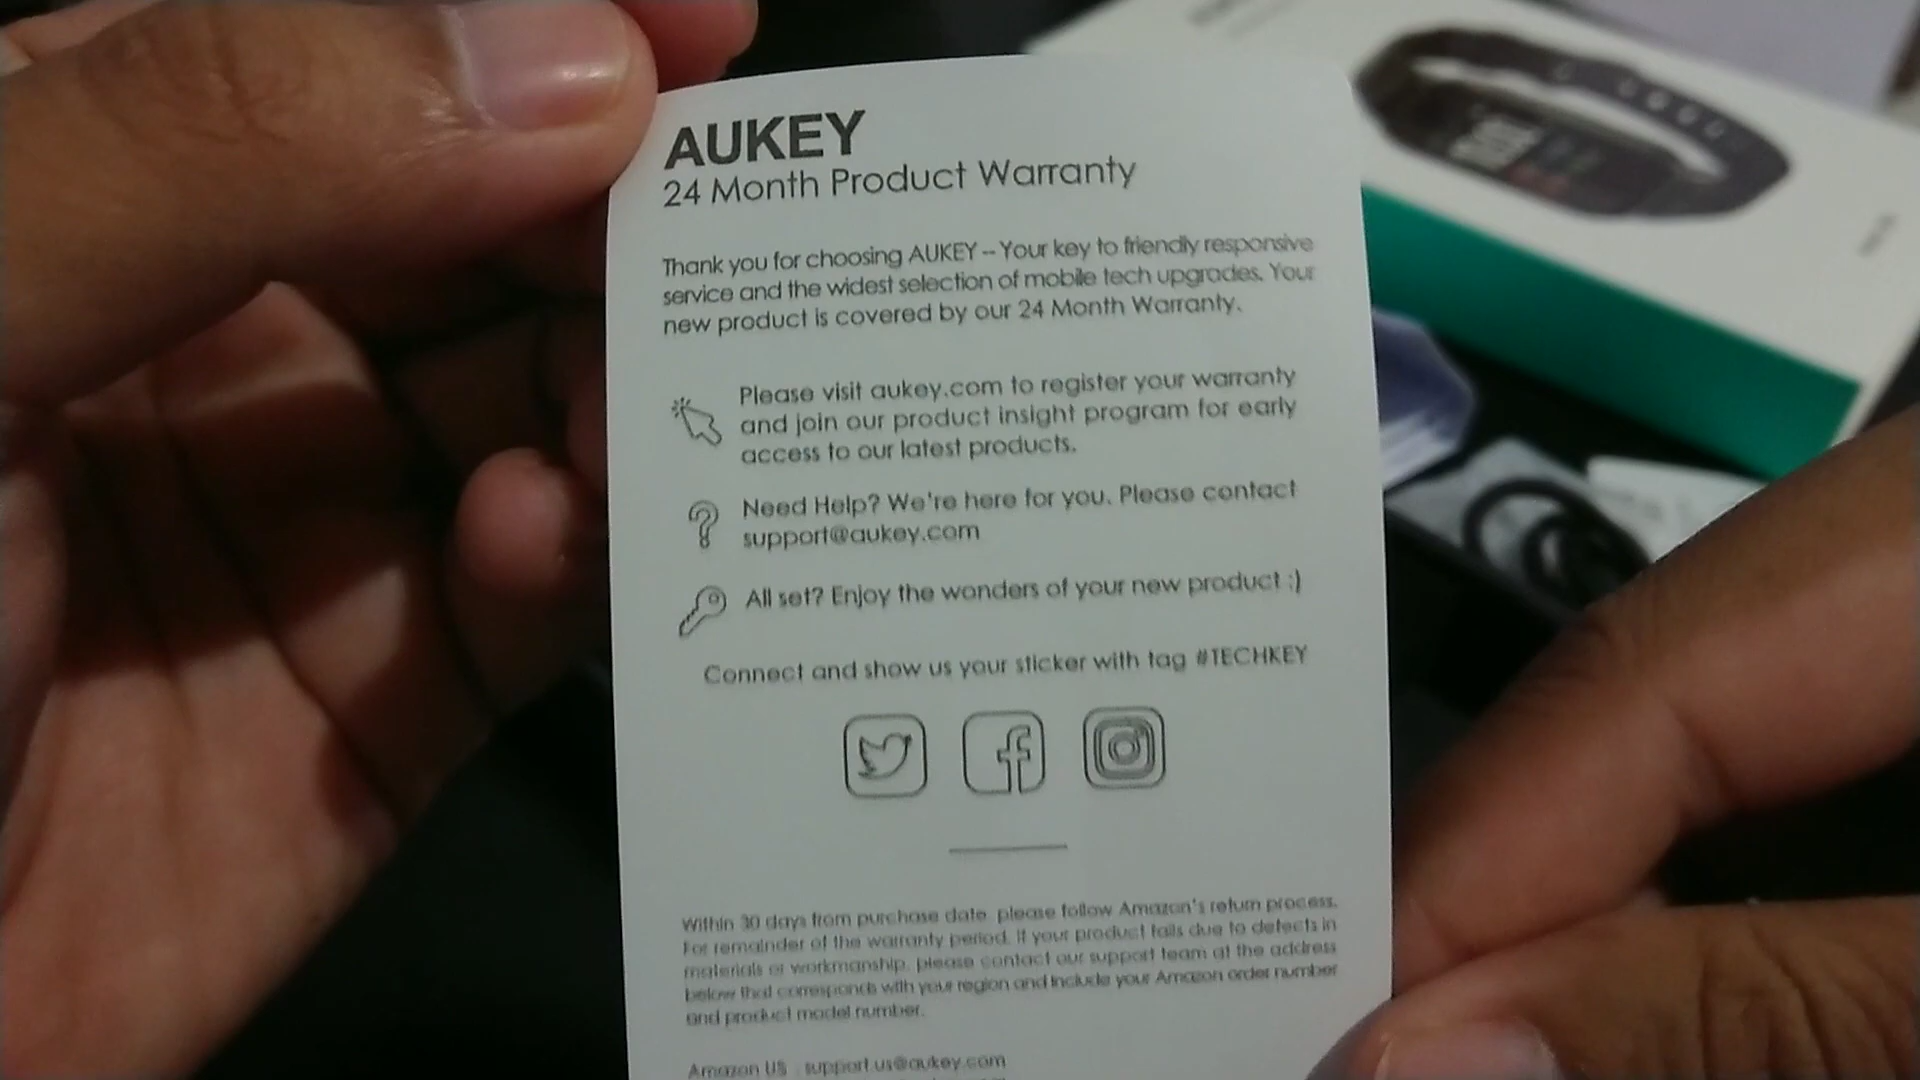 AUKEY
24 Month Product Warranty
Thank you for choosing AUKEY -- Your key to friendly responsive
service and the widest selection of mobile tech upgrades. Your
new product is covered by our 24 Month Warranty.
Please visit aukey.com to register your warranty
and join our product insight program for early
access to our latest products.
Need Help? We're here for you. Please contact
support@aukey.com
All set? Enjoy the wonders of your new product :)
Connect and show us your sticker with tag #TECHKEY
Within 30 days from purchase date, please follow Amazon's return process.
For remainder of the warranty period, if your product fails due to defects in
materials or workmanship, please contact our support team at the address
below that corresponds with your region and include your Amazon order number
and product model number.
Amazon US support.us@aukey.com